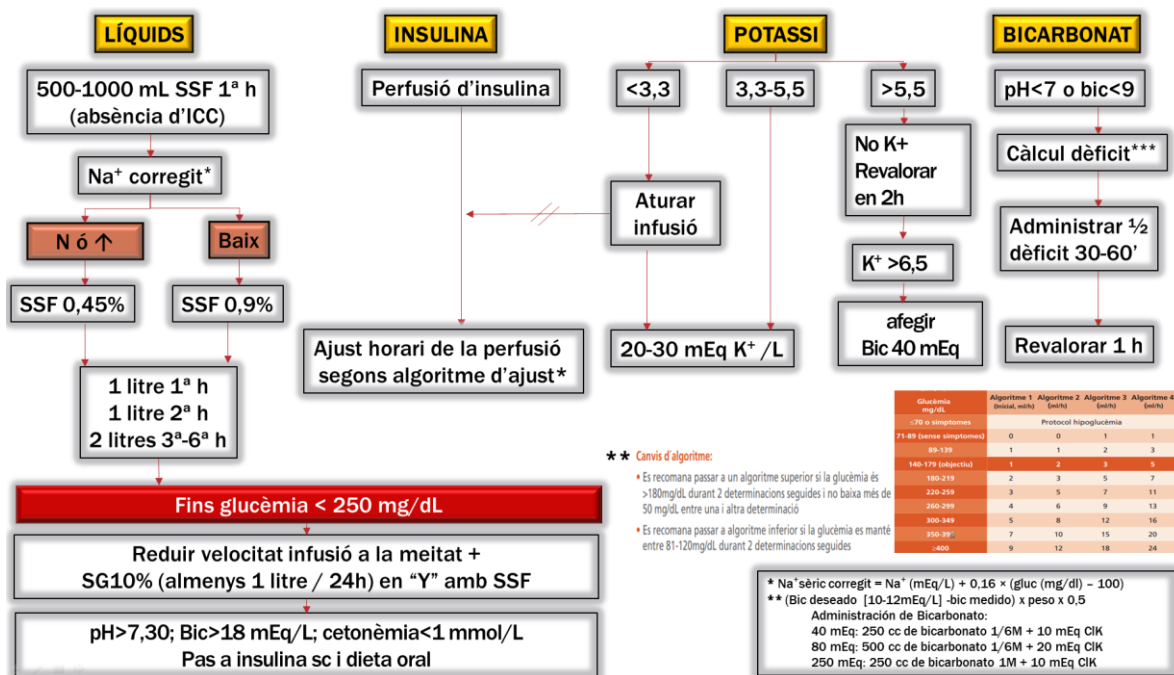 LÍQUIDS
500-1000 mL SSF 1ª h
(absència d'ICC)
Na⁺ corregit*
N ó ↑
Baix
SSF 0,45%
SSF 0,9%
1 litre 1ª h
1 litre 2ª h
2 litres 3ª-6ª h
Fins glucèmia < 250 mg/dL
Reduir velocitat infusió a la meitat +
SG10% (almenys 1 litre / 24h) en "Y" amb SSF
pH>7,30; Bic>18 mEq/L; cetonèmia<1 mmol/L
Pas a insulina sc i dieta oral
INSULINA
Perfusió d'insulina
Ajust horari de la perfusió
segons algoritme d'ajust*
POTASSI
<3,3
3,3-5,5
>5,5
Aturar
infusió
20-30 mEq K⁺ /L
No K+
Revalorar
en 2h
K⁺ >6,5
afegir
Bic 40 mEq
BICARBONAT
pH<7 o bic<9
Càlcul dèficit***
Administrar ½
dèficit 30-60'
Revalorar 1 h
** Canvis d'algoritme:
• Es recomana passar a un algoritme superior si la glucèmia és
>180mg/dL durant 2 determinacions seguides i no baixa més de
50 mg/dL entre una i altra determinació
• Es recomana passar a algoritme inferior si la glucèmia es manté
entre 81-120mg/dL durant 2 determinacions seguides
Glucèmia mg/dL Algoritme 1 (Inicial, ml/h) Algoritme 2 (ml/h) Algoritme 3 (ml/h) Algoritme 4 (ml/h)
≤70 o símptomes Protocol hipoglucèmia
71-89 (sense símptomes) 0 0 1 1
89-139 1 1 2 3
140-179 (objectiu) 1 2 3 5
180-219 2 3 5 7
220-259 3 5 7 11
260-299 4 6 9 13
300-349 5 8 12 16
350-399 7 10 15 20
≥400 9 12 18 24
* Na⁺sèric corregit = Na⁺ (mEq/L) + 0,16 × (gluc (mg/dl) – 100)
** (Bic deseado [10-12mEq/L] -bic medido) x peso x 0,5
Administración de Bicarbonato:
40 mEq: 250 cc de bicarbonato 1/6M + 10 mEq ClK
80 mEq: 500 cc de bicarbonato 1/6M + 20 mEq ClK
250 mEq: 250 cc de bicarbonato 1M + 10 mEq ClK